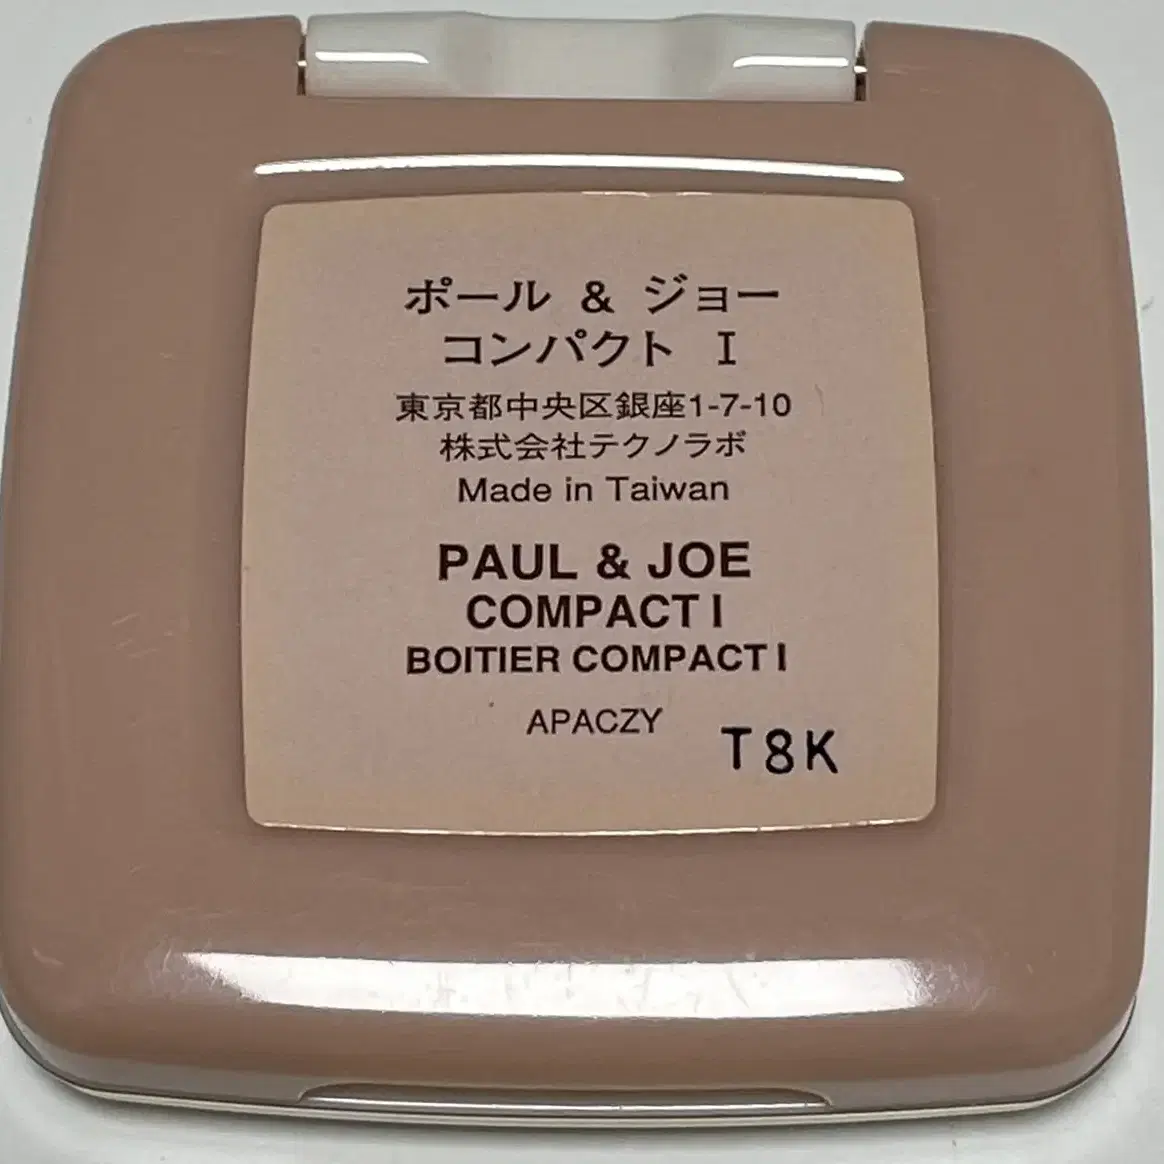 ポール & ジョー
コンパクト I
東京都中央区銀座1-7-10
株式会社テクノラボ
Made in Taiwan
PAUL & JOE
COMPACT I
BOITIER COMPACT I
APACZY
T8K